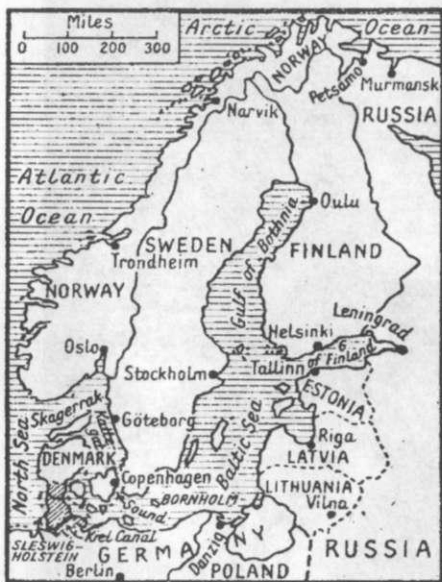 Miles
0 100 200 300
Arctic Ocean
NORWAY
Petsamo
Murmansk
RUSSIA
Narvik
Atlantic
Ocean
Oulu
SWEDEN
Gulf of Bothnia
FINLAND
Trondheim
NORWAY
Leningrad
Helsinki
Oslo
G of Finland
Tallinn
Stockholm
ESTONIA
North Sea
Skagerrak
Kattegat
Göteborg
Baltic Sea
Riga
LATVIA
DENMARK
Copenhagen
LITHUANIA
Sound
BORNHOLM
Vilna
Kiel Canal
SLESWIG-
HOLSTEIN
GERMANY
Danzig
POLAND
RUSSIA
Berlin